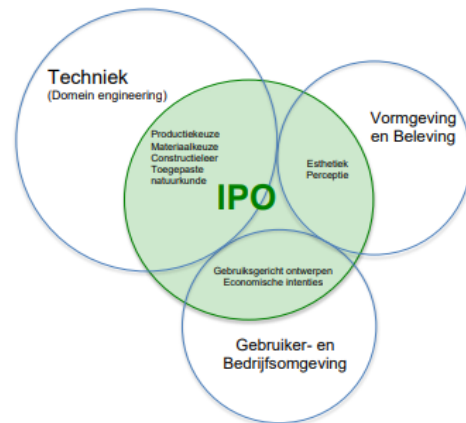 Techniek
(Domein engineering)
Vormgeving
en Beleving
Productiekeuze
Materiaalkeuze
Constructieleer
Toegepaste
natuurkunde
Esthetiek
Perceptie
IPO
Gebruiksgericht ontwerpen
Economische intenties
Gebruiker- en
Bedrijfsomgeving